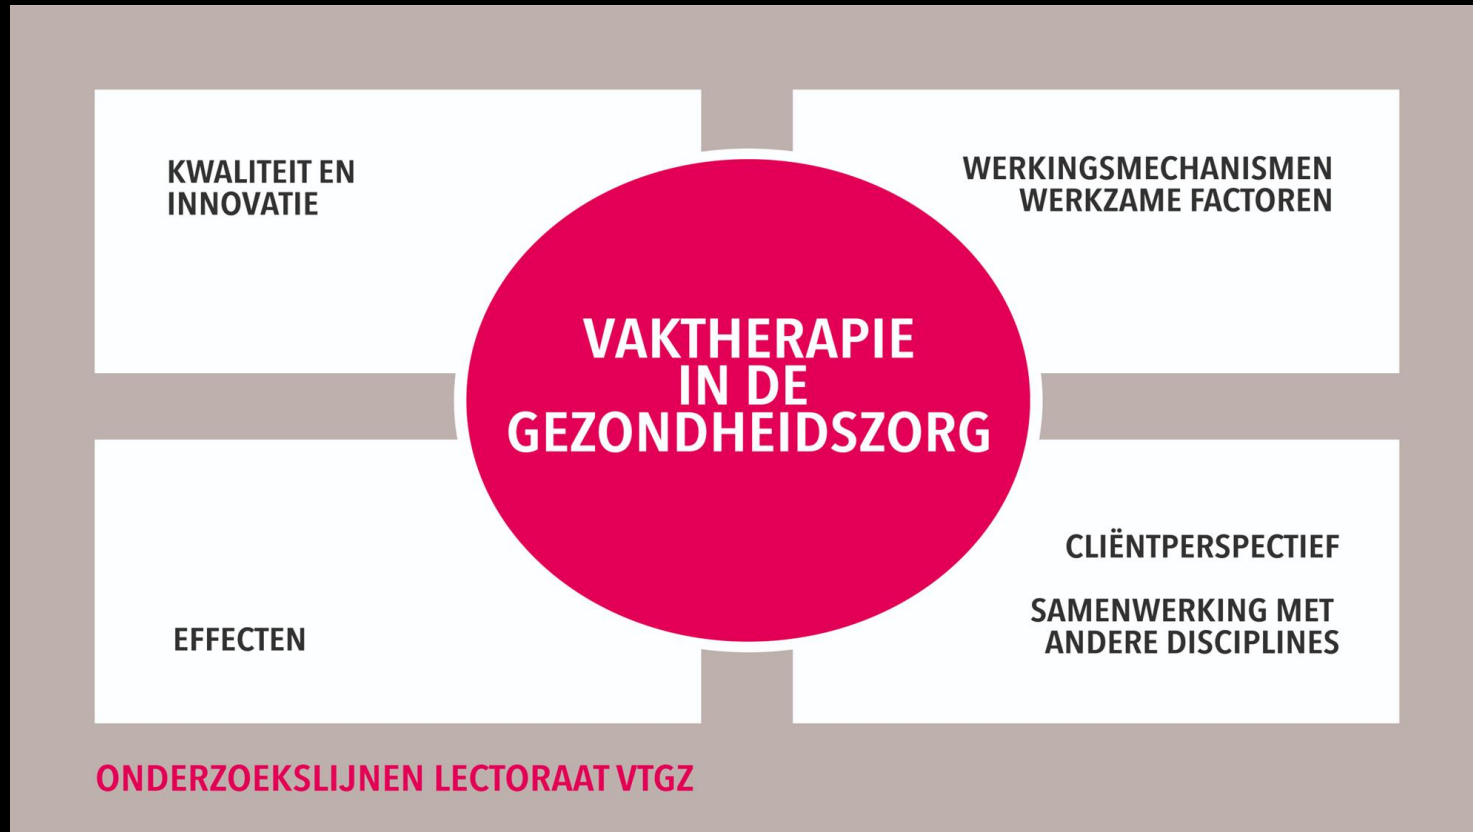 KWALITEIT EN
INNOVATIE
WERKINGSMECHANISMEN
WERKZAME FACTOREN
VAKTHERAPIE
IN DE
GEZONDHEIDSZORG
EFFECTEN
CLIËNTPERSPECTIEF
SAMENWERKING MET
ANDERE DISCIPLINES
ONDERZOEKSLIJNEN LECTORAAT VTGZ